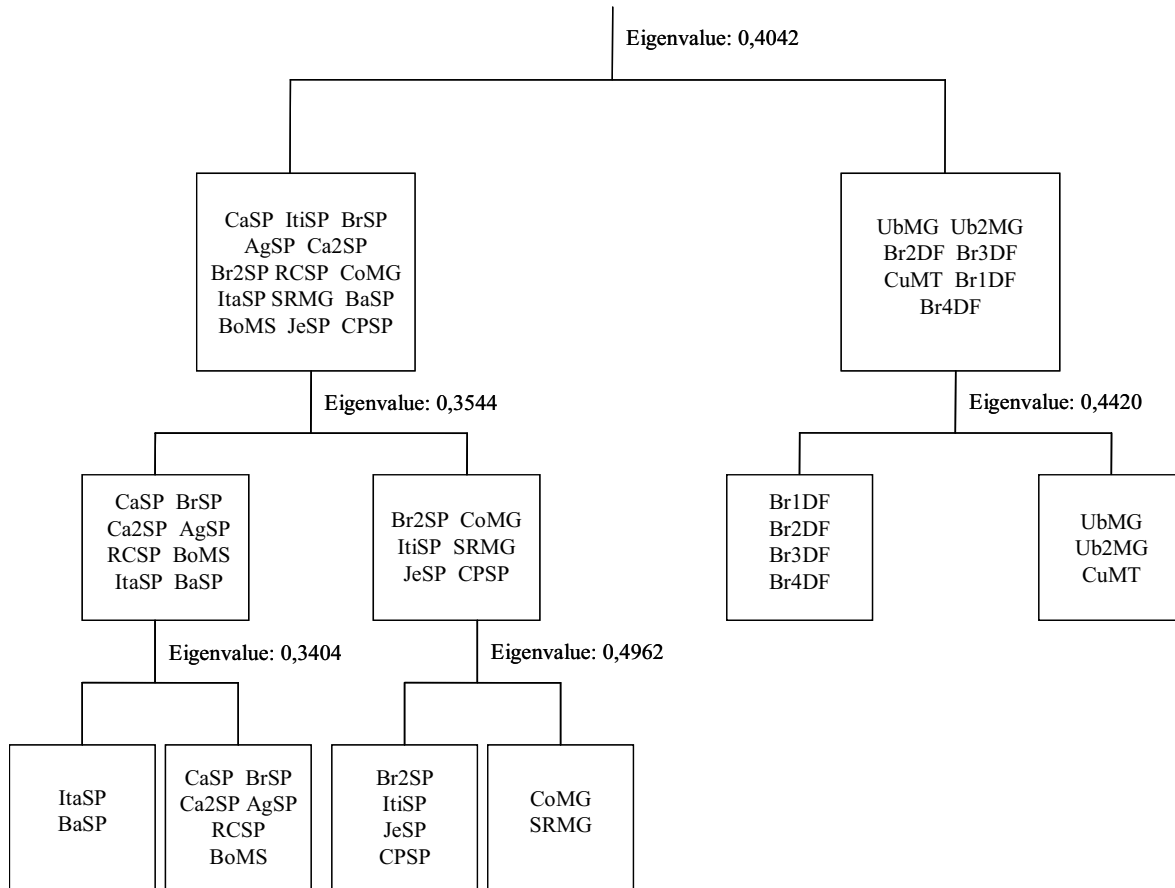 Eigenvalue: 0,4042
CaSP ItiSP BrSP
AgSP Ca2SP
Br2SP RCSP CoMG
ItaSP SRMG BaSP
BoMS JeSP CPSP
UbMG Ub2MG
Br2DF Br3DF
CuMT Br1DF
Br4DF
Eigenvalue: 0,3544
Eigenvalue: 0,4420
CaSP BrSP
Ca2SP AgSP
RCSP BoMS
ItaSP BaSP
Br2SP CoMG
ItiSP SRMG
JeSP CPSP
Br1DF
Br2DF
Br3DF
Br4DF
UbMG
Ub2MG
CuMT
Eigenvalue: 0,3404
Eigenvalue: 0,4962
ItaSP
BaSP
CaSP BrSP
Ca2SP AgSP
RCSP
BoMS
Br2SP
ItiSP
JeSP
CPSP
CoMG
SRMG